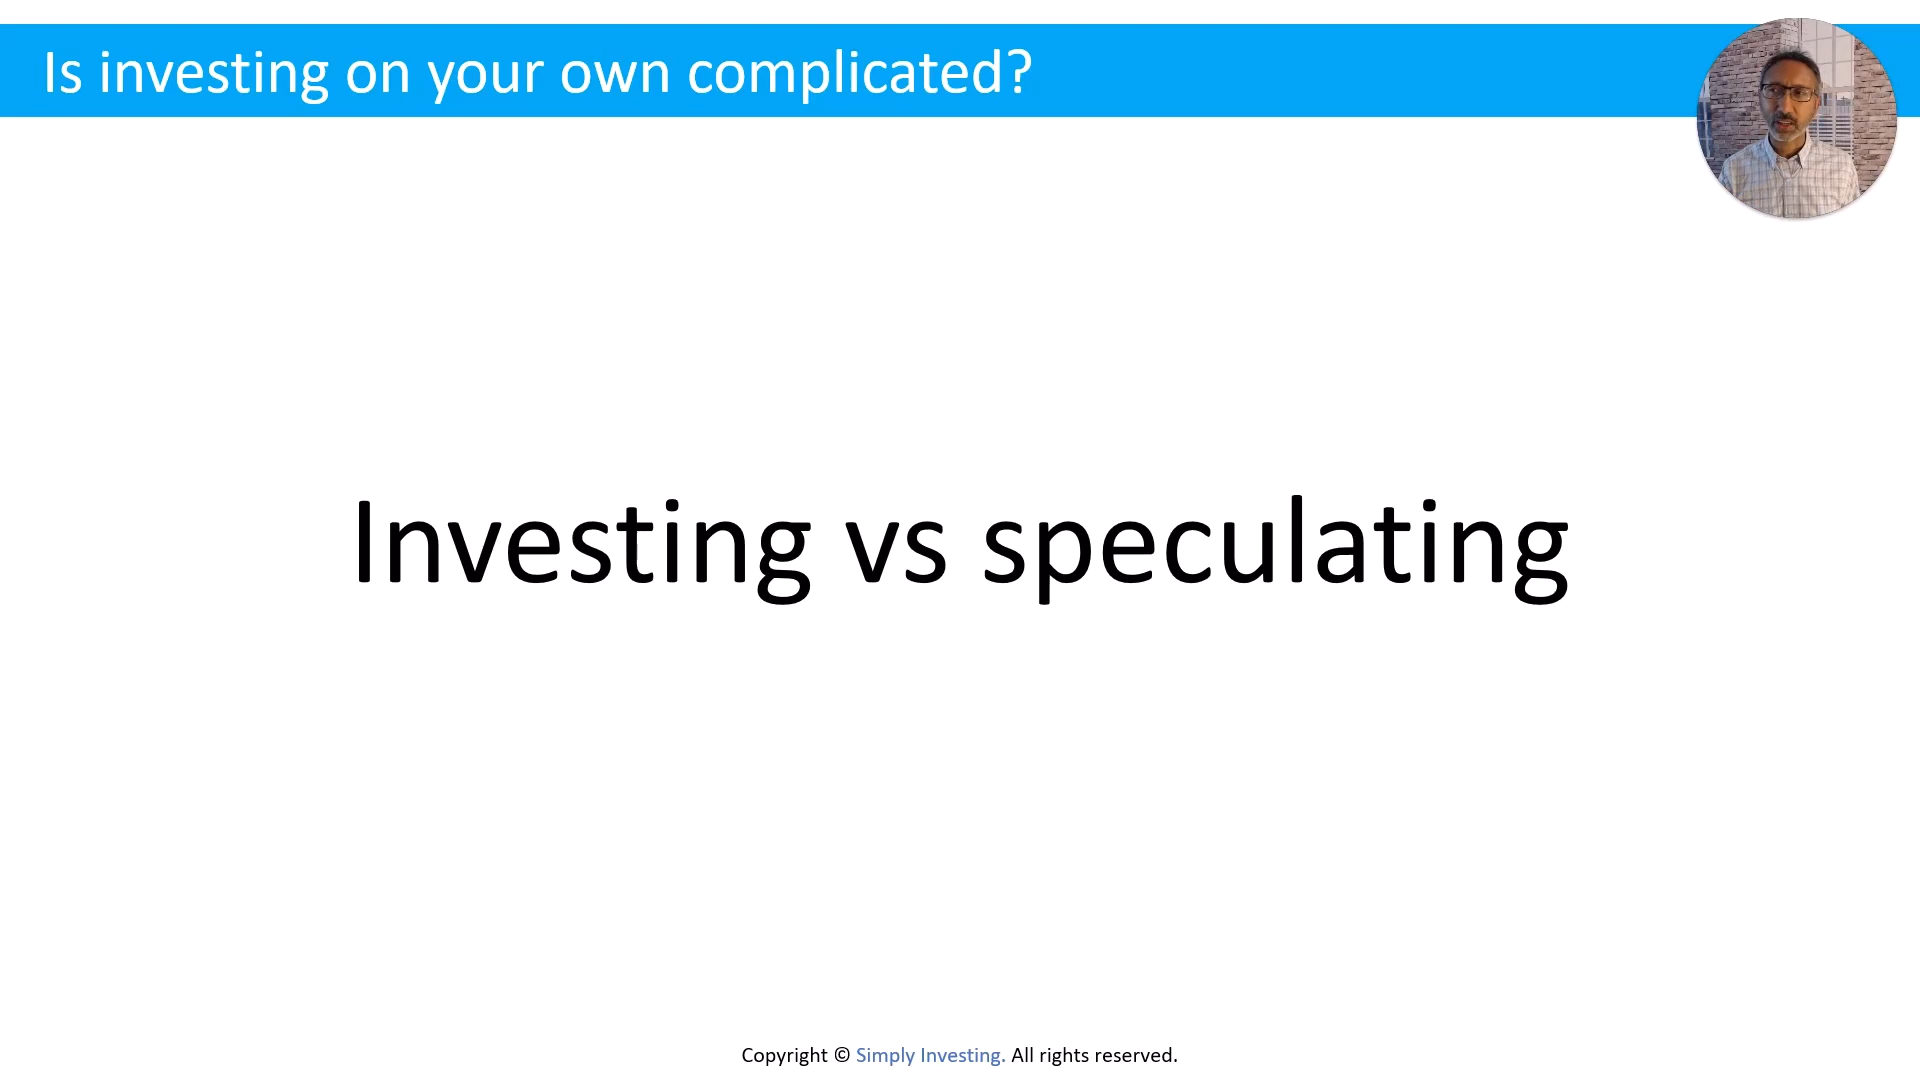 Is investing on your own complicated?
Investing vs speculating
Copyright © Simply Investing. All rights reserved.